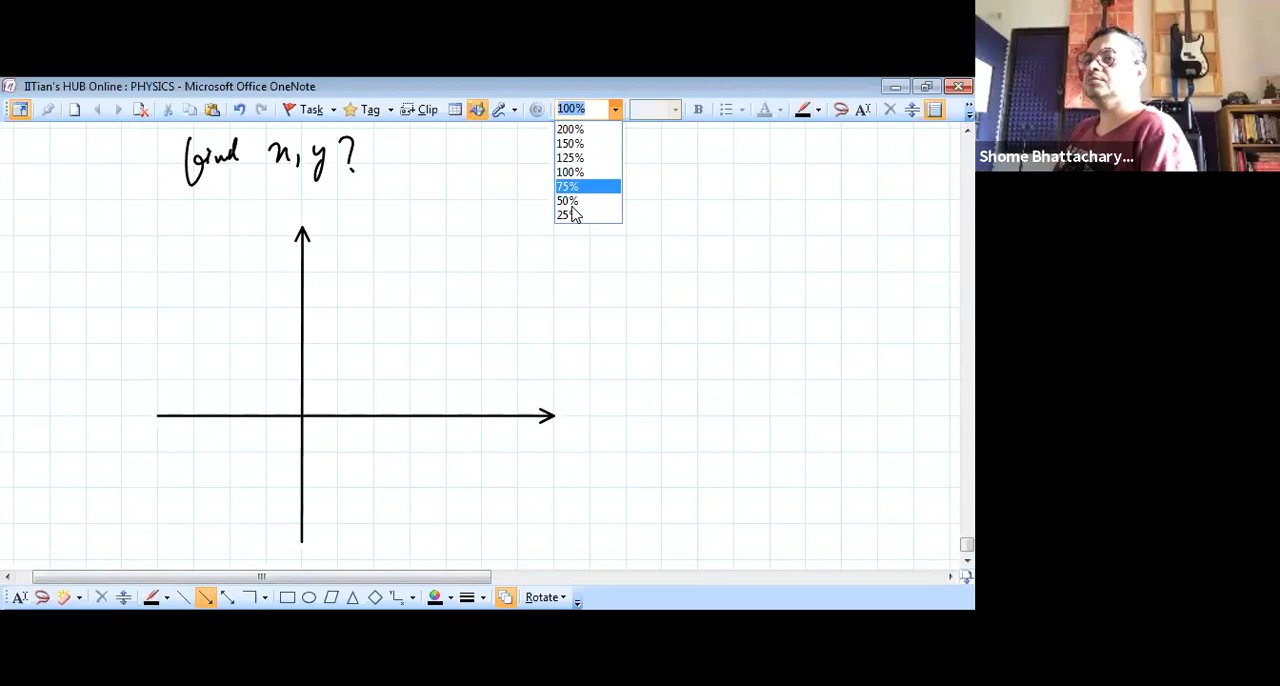 IITian's HUB Online : PHYSICS - Microsoft Office OneNote
Task Tag Clip 100% B A
200%
150%
125%
100%
75%
50%
25%
find x, y ?
Shome Bhattachary...
Rotate